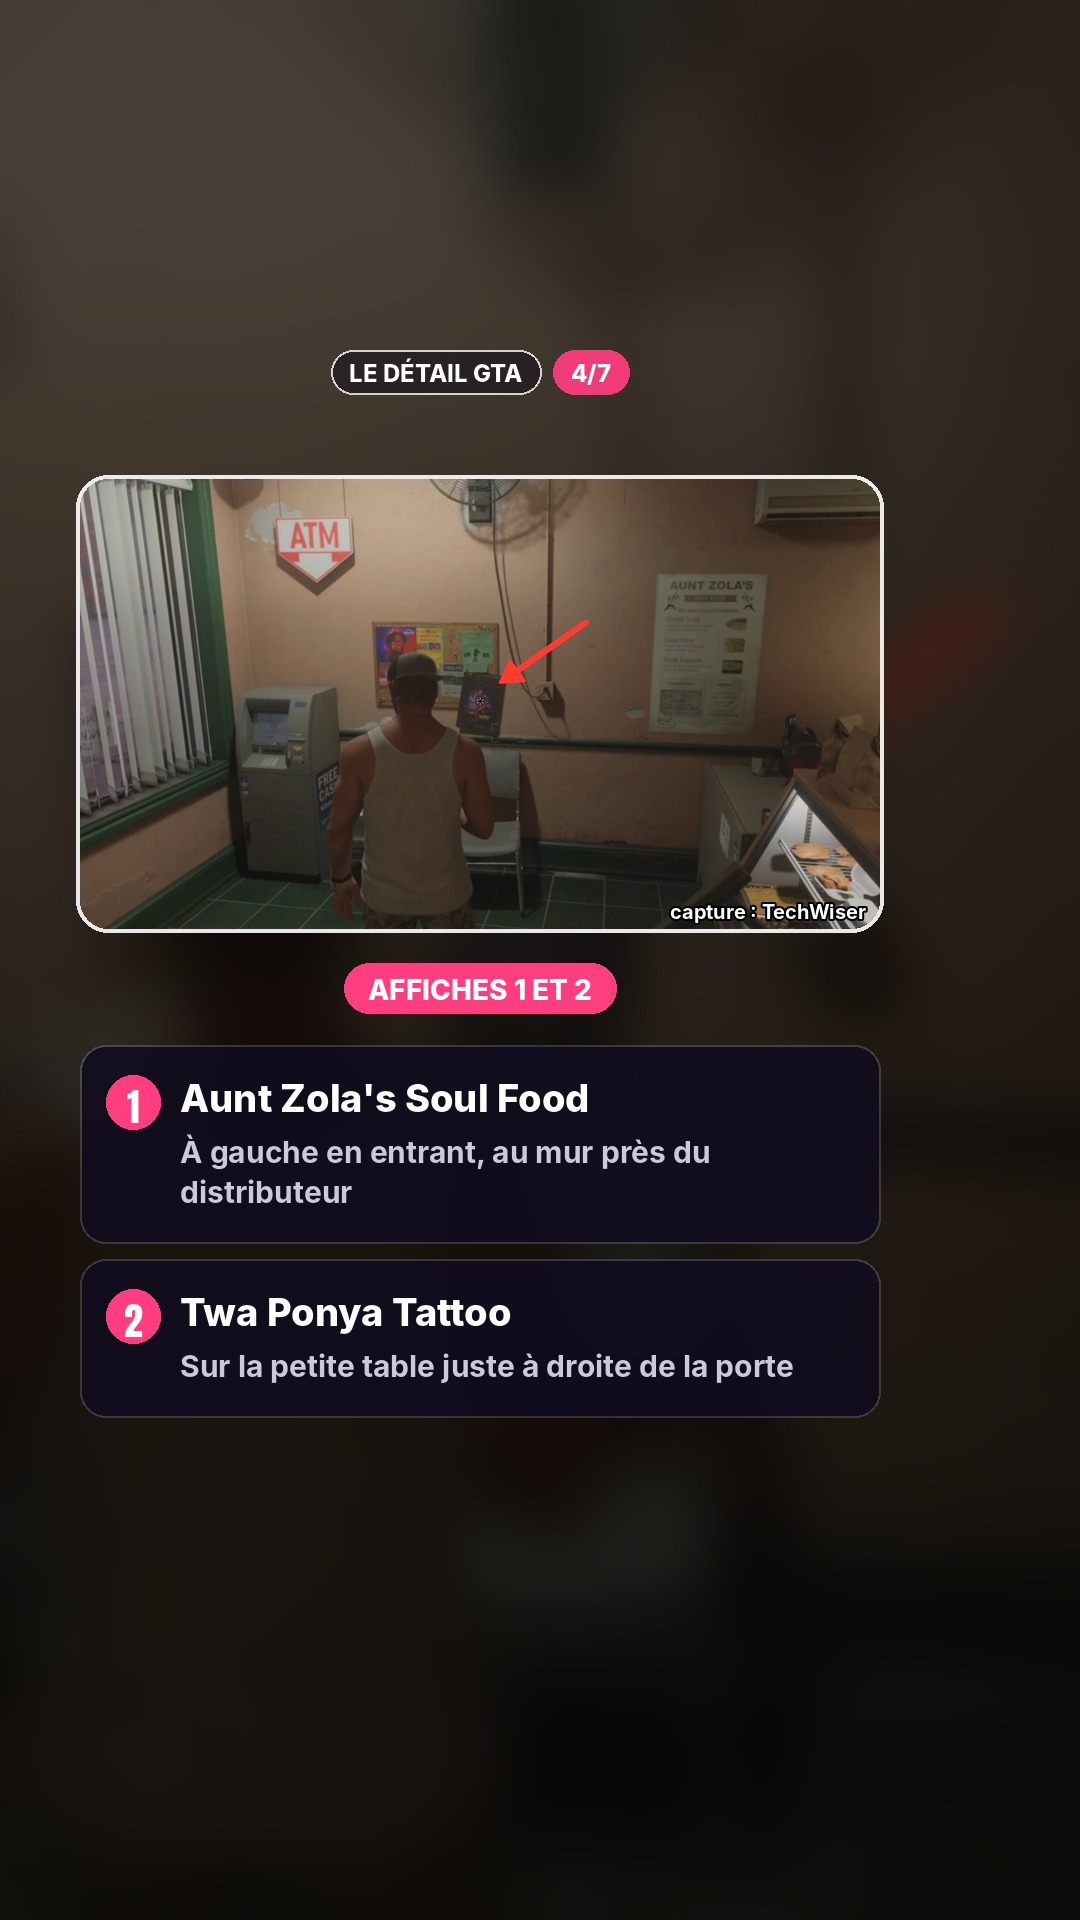 LE DÉTAIL GTA 4/7
ATM
AUNT ZOLA'S
FREE
CAS
capture : TechWiser
AFFICHES 1 ET 2
1 Aunt Zola's Soul Food
À gauche en entrant, au mur près du
distributeur
2 Twa Ponya Tattoo
Sur la petite table juste à droite de la porte